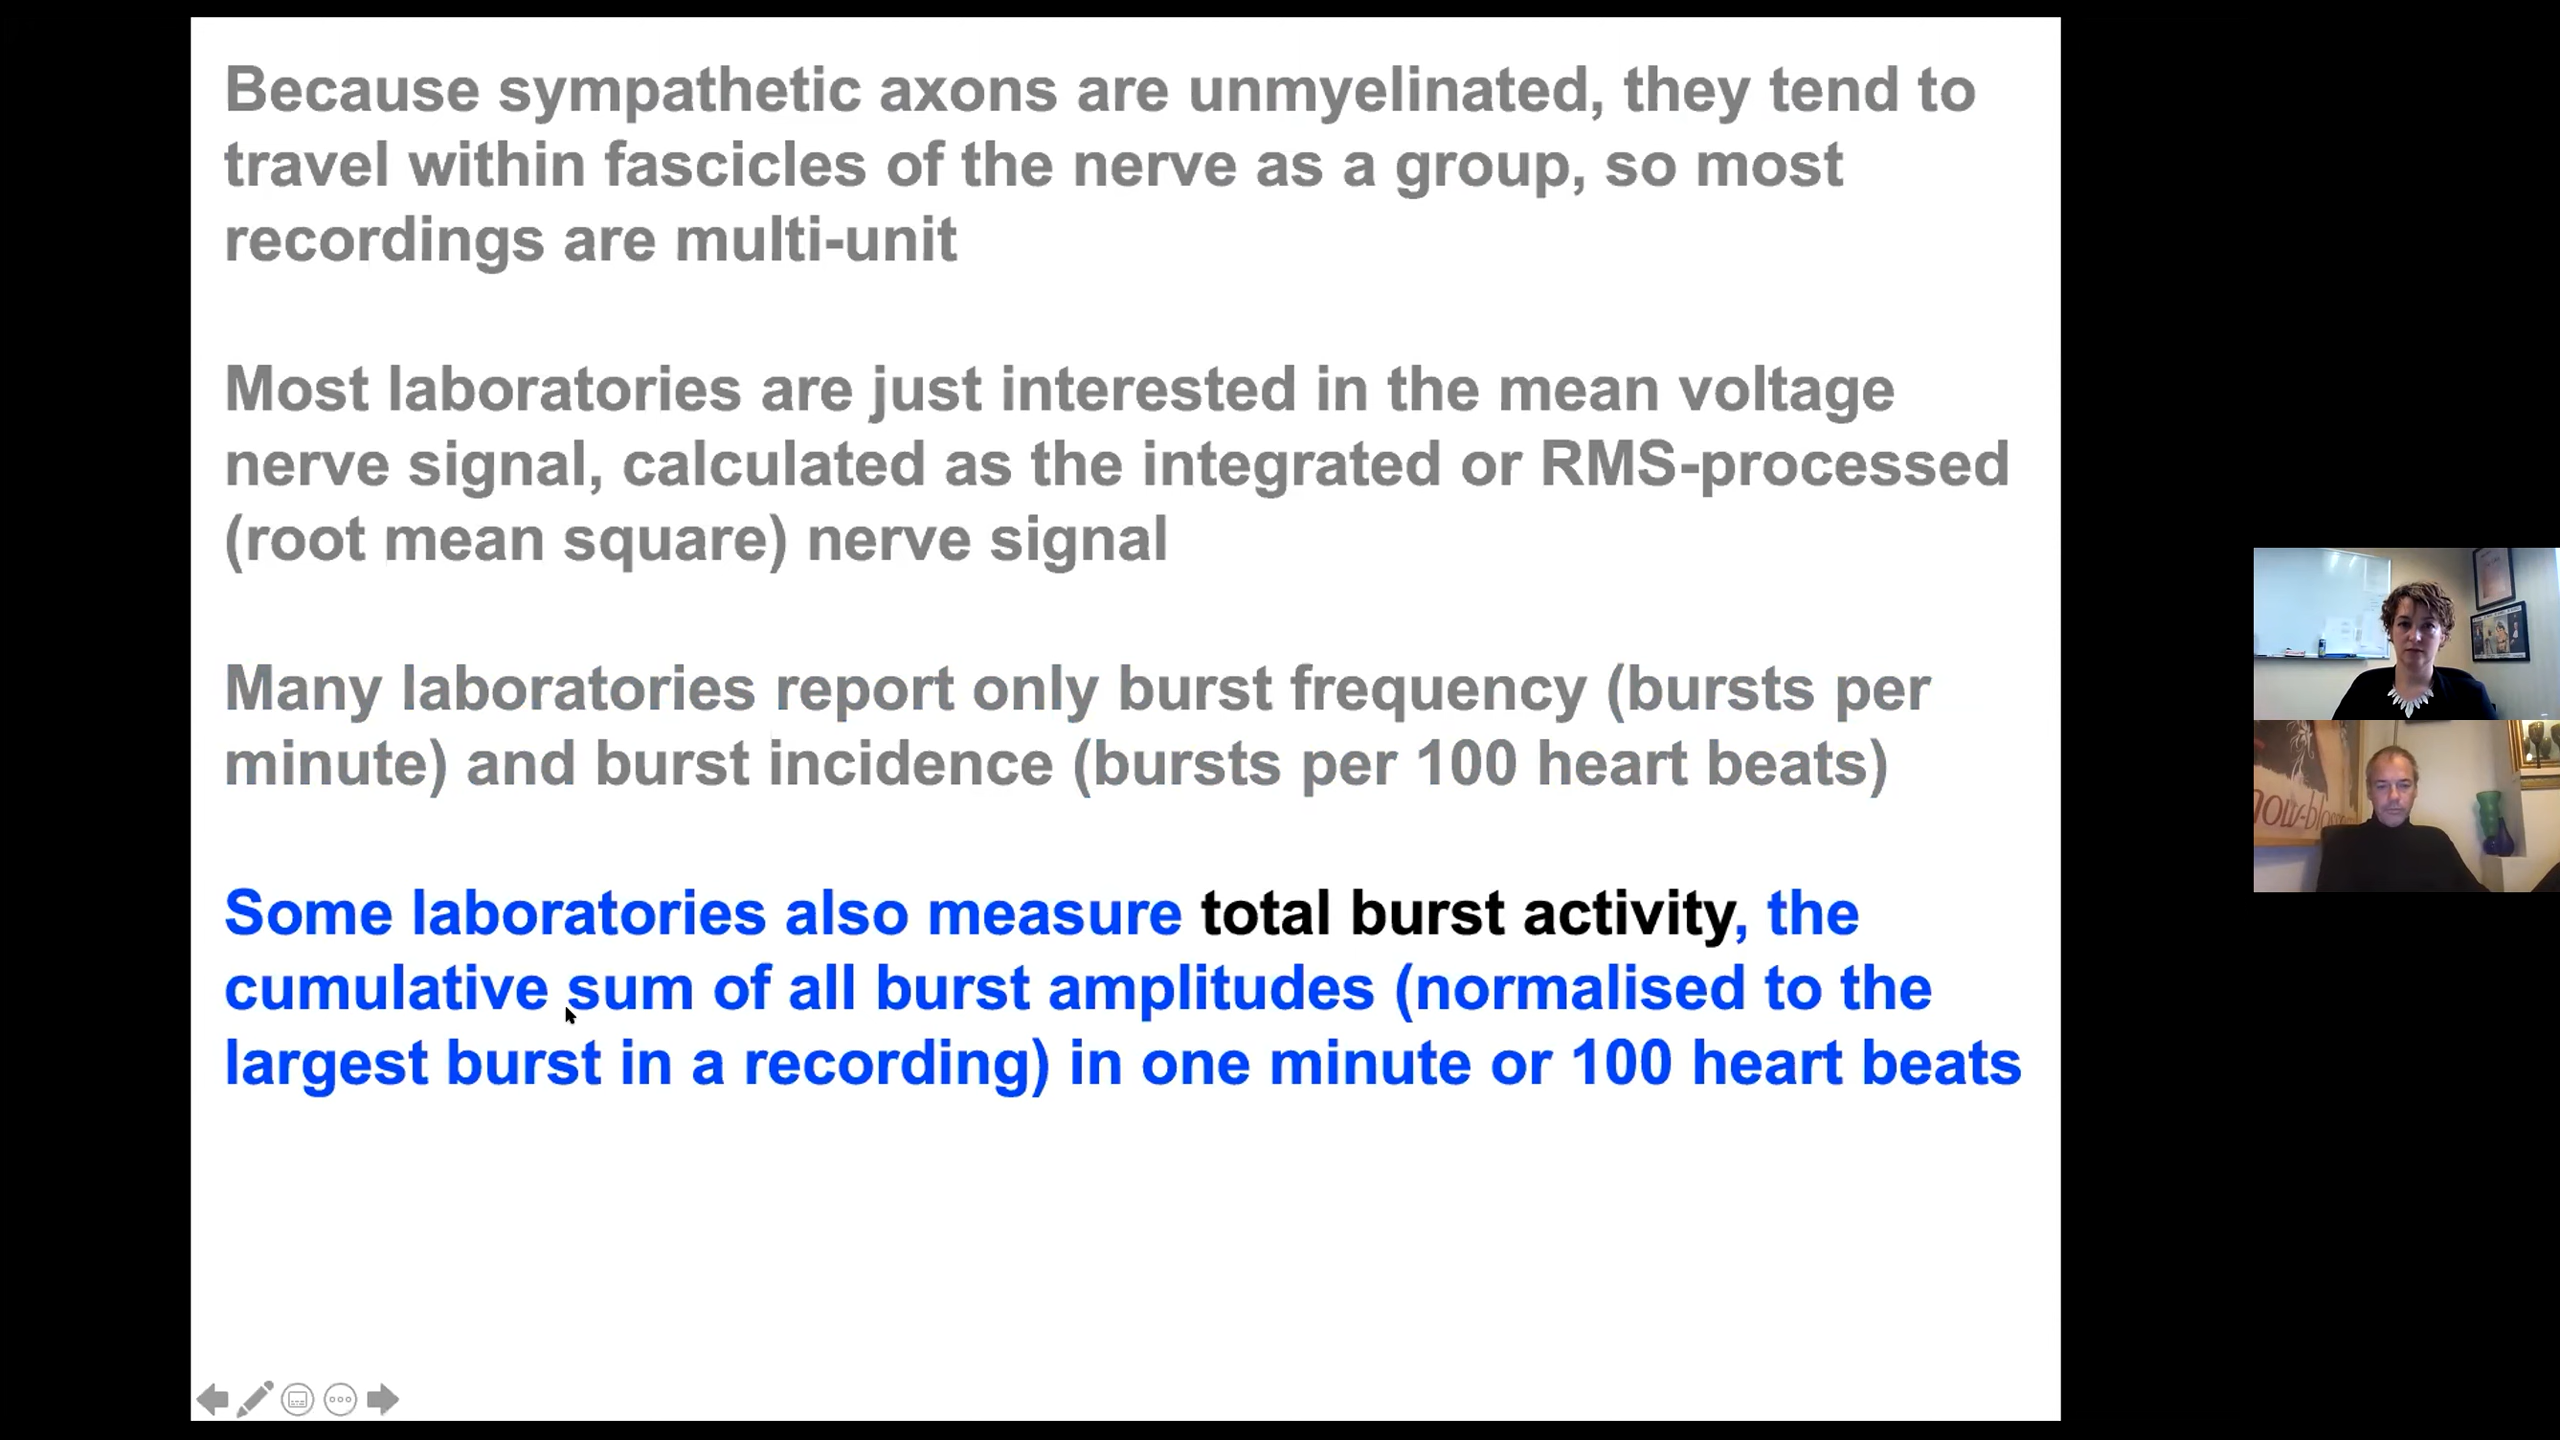 Because sympathetic axons are unmyelinated, they tend to
travel within fascicles of the nerve as a group, so most
recordings are multi-unit
Most laboratories are just interested in the mean voltage
nerve signal, calculated as the integrated or RMS-processed
(root mean square) nerve signal
Many laboratories report only burst frequency (bursts per
minute) and burst incidence (bursts per 100 heart beats)
Some laboratories also measure total burst activity, the
cumulative sum of all burst amplitudes (normalised to the
largest burst in a recording) in one minute or 100 heart beats